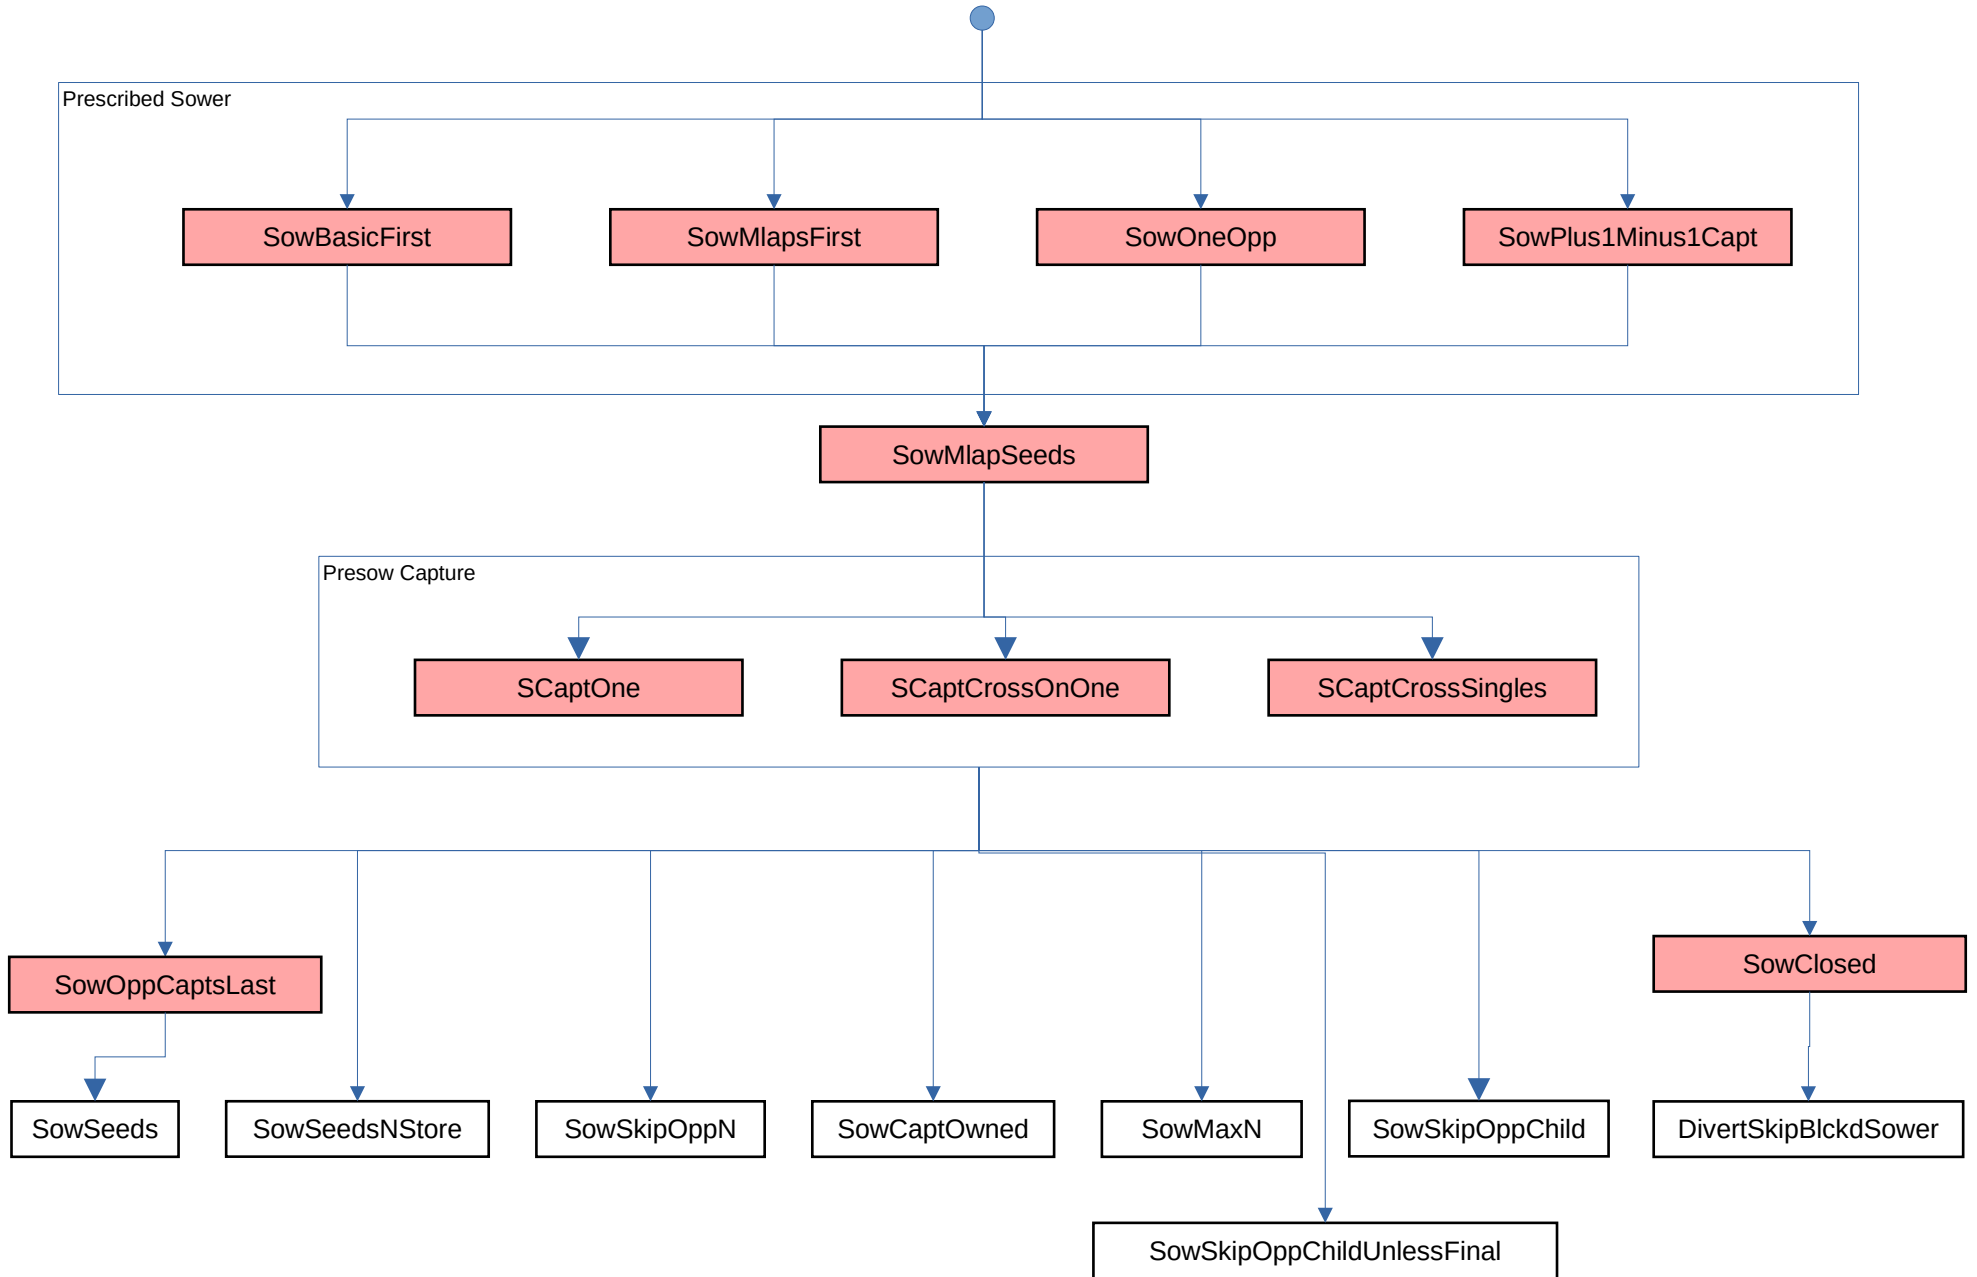 Prescribed Sower
SowBasicFirst
SowMlapsFirst
SowOneOpp
SowPlus1Minus1Capt
SowMlapSeeds
Presow Capture
SCaptOne
SCaptCrossOnOne
SCaptCrossSingles
SowOppCaptsLast
SowClosed
SowSeeds
SowSeedsNStore
SowSkipOppN
SowCaptOwned
SowMaxN
SowSkipOppChild
DivertSkipBlckdSower
SowSkipOppChildUnlessFinal